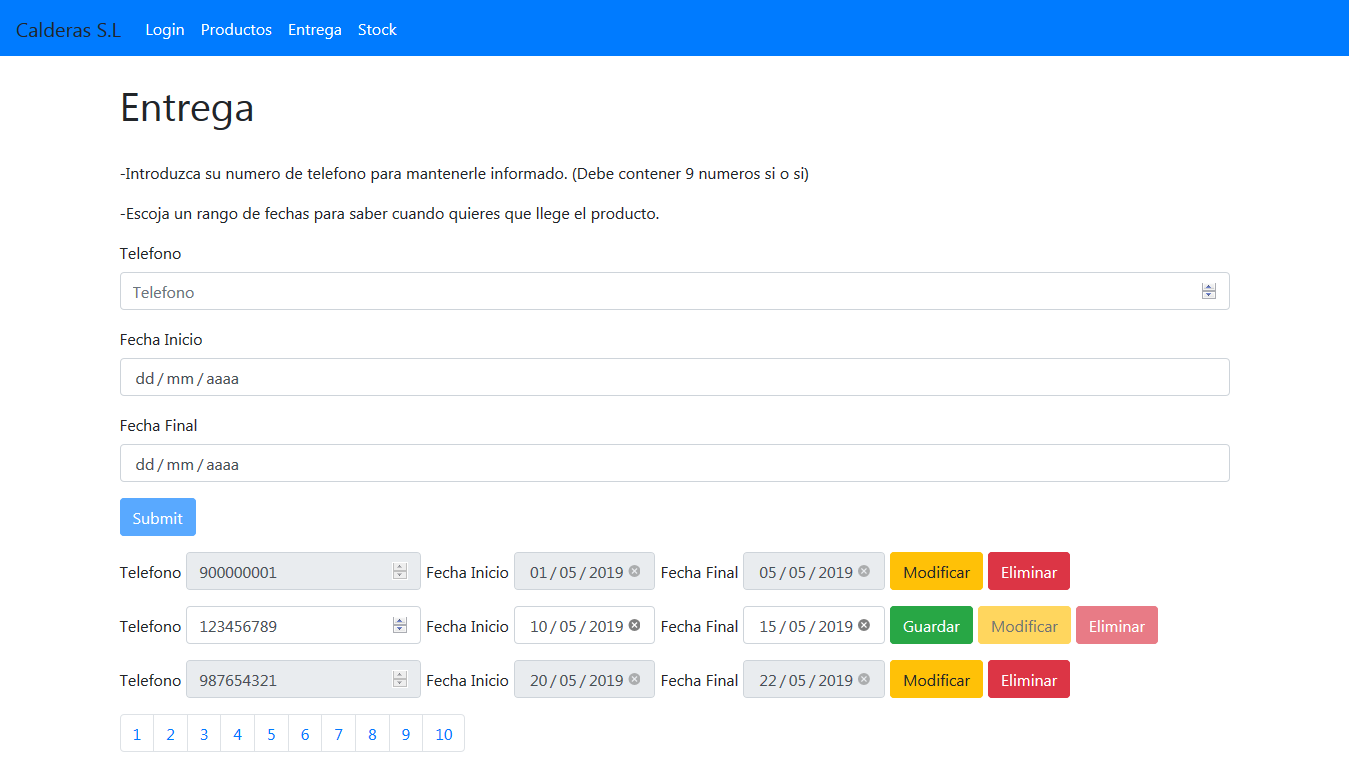 Calderas S.L Login Productos Entrega Stock
Entrega
-Introduzca su numero de telefono para mantenerle informado. (Debe contener 9 numeros si o si)
-Escoja un rango de fechas para saber cuando quieres que llege el producto.
Telefono
Telefono
Fecha Inicio
dd / mm / aaaa
Fecha Final
dd / mm / aaaa
Submit
Telefono 900000001 Fecha Inicio 01 / 05 / 2019 Fecha Final 05 / 05 / 2019 Modificar Eliminar
Telefono 123456789 Fecha Inicio 10 / 05 / 2019 Fecha Final 15 / 05 / 2019 Guardar Modificar Eliminar
Telefono 987654321 Fecha Inicio 20 / 05 / 2019 Fecha Final 22 / 05 / 2019 Modificar Eliminar
1 2 3 4 5 6 7 8 9 10